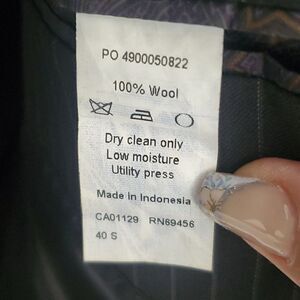 PO 4900050822
100% Wool
Dry clean only
Low moisture
Utility press
Made in Indonesia
CA01129 RN69456
40 S